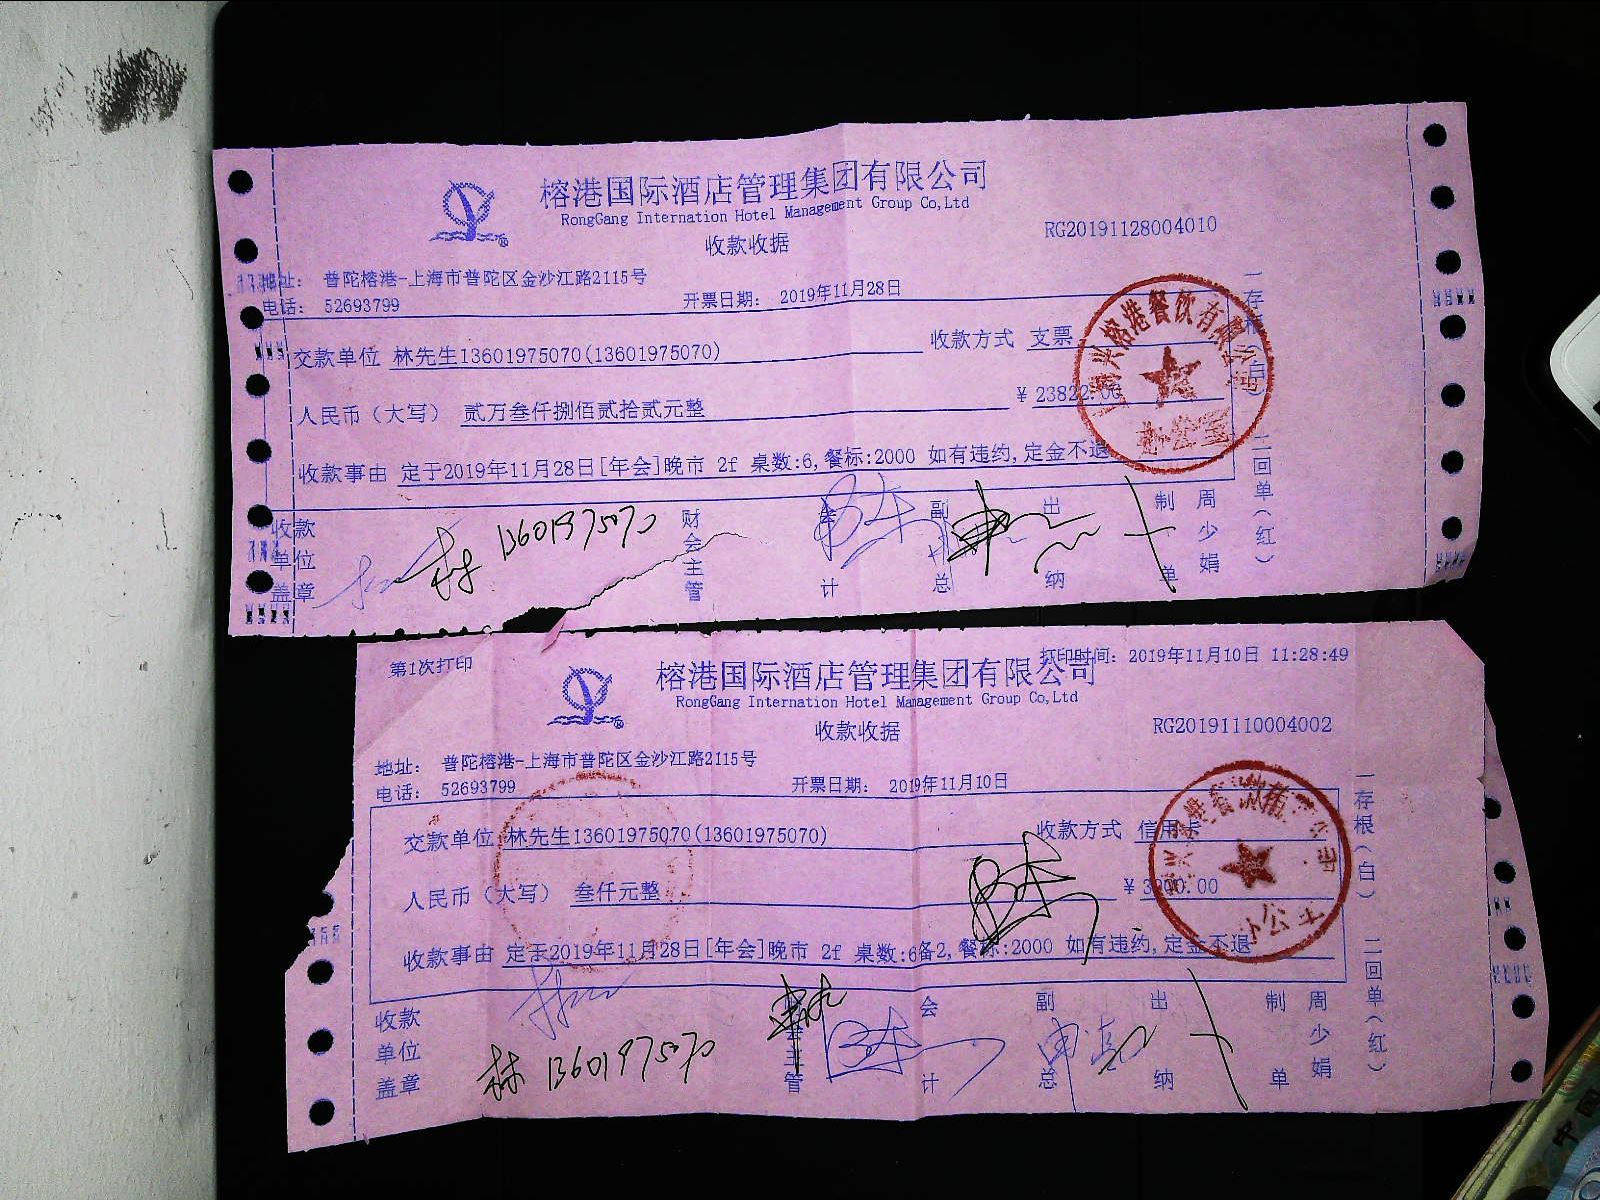 榕港国际酒店管理集团有限公司
RongGang Internation Hotel Management Group Co,Ltd
收款收据
RG20191128004010
地址: 普陀榕港-上海市普陀区金沙江路2115号
电话: 52693799
开票日期: 2019年11月28日
交款单位 林先生13601975070(13601975070)
收款方式 支票
人民币（大写） 贰万叁仟捌佰贰拾贰元整
￥ 23822.00
收款事由 定于2019年11月28日[年会]晚市 2f 桌数:6,餐标:2000 如有违约,定金不退
收款单位盖章
林 13601975070
财会主管
会计
副总
出纳
制单
周少娟
一存根(白)
二回单(红)
第1次打印
打印时间: 2019年11月10日 11:28:49
榕港国际酒店管理集团有限公司
RongGang Internation Hotel Management Group Co,Ltd
收款收据
RG20191110004002
地址: 普陀榕港-上海市普陀区金沙江路2115号
电话: 52693799
开票日期: 2019年11月10日
交款单位 林先生13601975070(13601975070)
收款方式 信用卡
人民币（大写） 叁仟元整
￥ 3000.00
收款事由 定于2019年11月28日[年会]晚市 2f 桌数:6备2,餐标:2000 如有违约,定金不退
收款单位盖章
林 13601975070
会主管
会计
副总
出纳
制单
周少娟
一存根(白)
二回单(红)